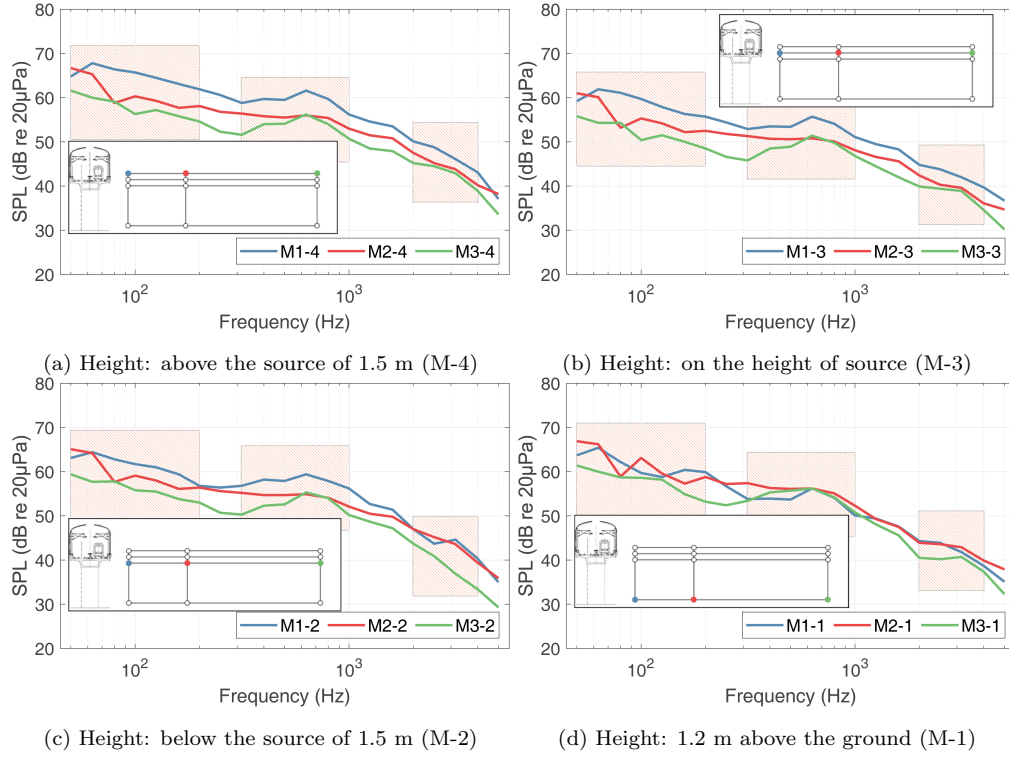 80
70
60
50
40
30
20
SPL (dB re 20μPa)
M1-4 M2-4 M3-4
10² 10³
Frequency (Hz)
(a) Height: above the source of 1.5 m (M-4)
80
70
60
50
40
30
20
SPL (dB re 20μPa)
M1-3 M2-3 M3-3
10² 10³
Frequency (Hz)
(b) Height: on the height of source (M-3)
80
70
60
50
40
30
20
SPL (dB re 20μPa)
M1-2 M2-2 M3-2
10² 10³
Frequency (Hz)
(c) Height: below the source of 1.5 m (M-2)
80
70
60
50
40
30
20
SPL (dB re 20μPa)
M1-1 M2-1 M3-1
10² 10³
Frequency (Hz)
(d) Height: 1.2 m above the ground (M-1)